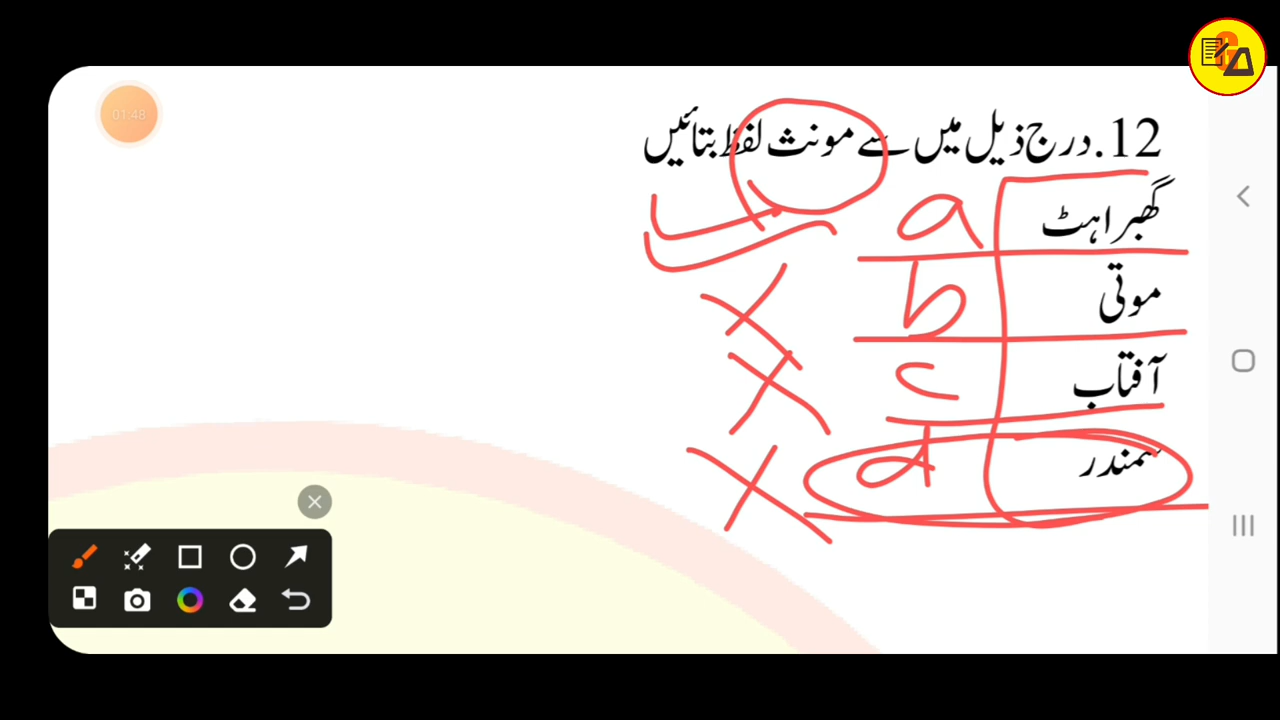 01:48
12. درج ذیل میں سے مونث لفظ بتائیں
گھبراہٹ a
موتی b
آفتاب c
سمندر d